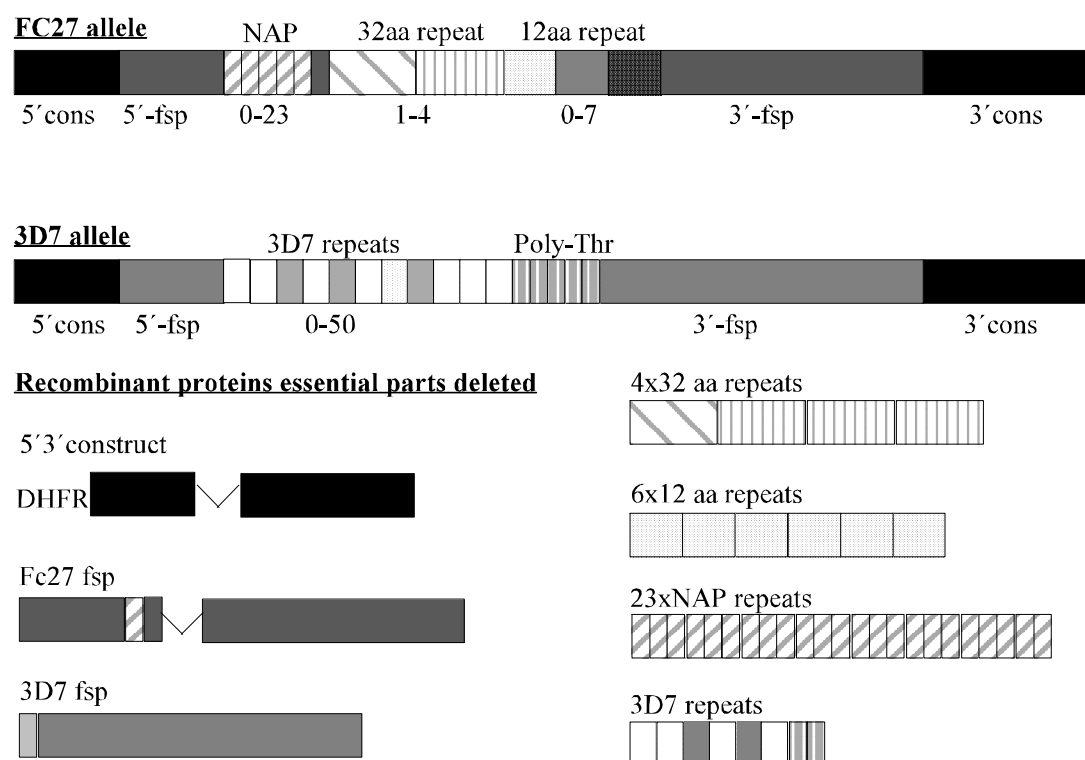 FC27 allele
NAP 32aa repeat 12aa repeat
5´cons 5´-fsp 0-23 1-4 0-7 3´-fsp 3´cons
3D7 allele
3D7 repeats Poly-Thr
5´cons 5´-fsp 0-50 3´-fsp 3´cons
Recombinant proteins essential parts deleted
5´3´construct
DHFR
Fc27 fsp
3D7 fsp
4x32 aa repeats
6x12 aa repeats
23xNAP repeats
3D7 repeats